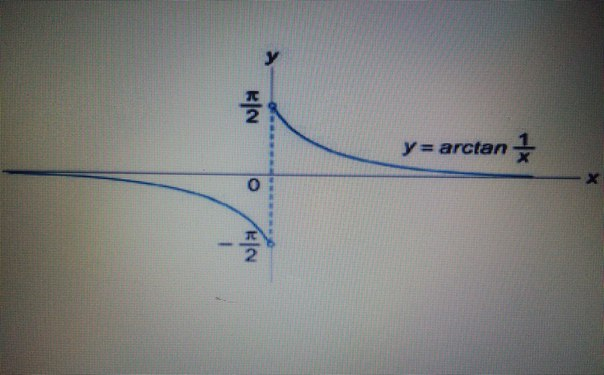 y
π/2
y = arctan 1/x
0
x
-π/2